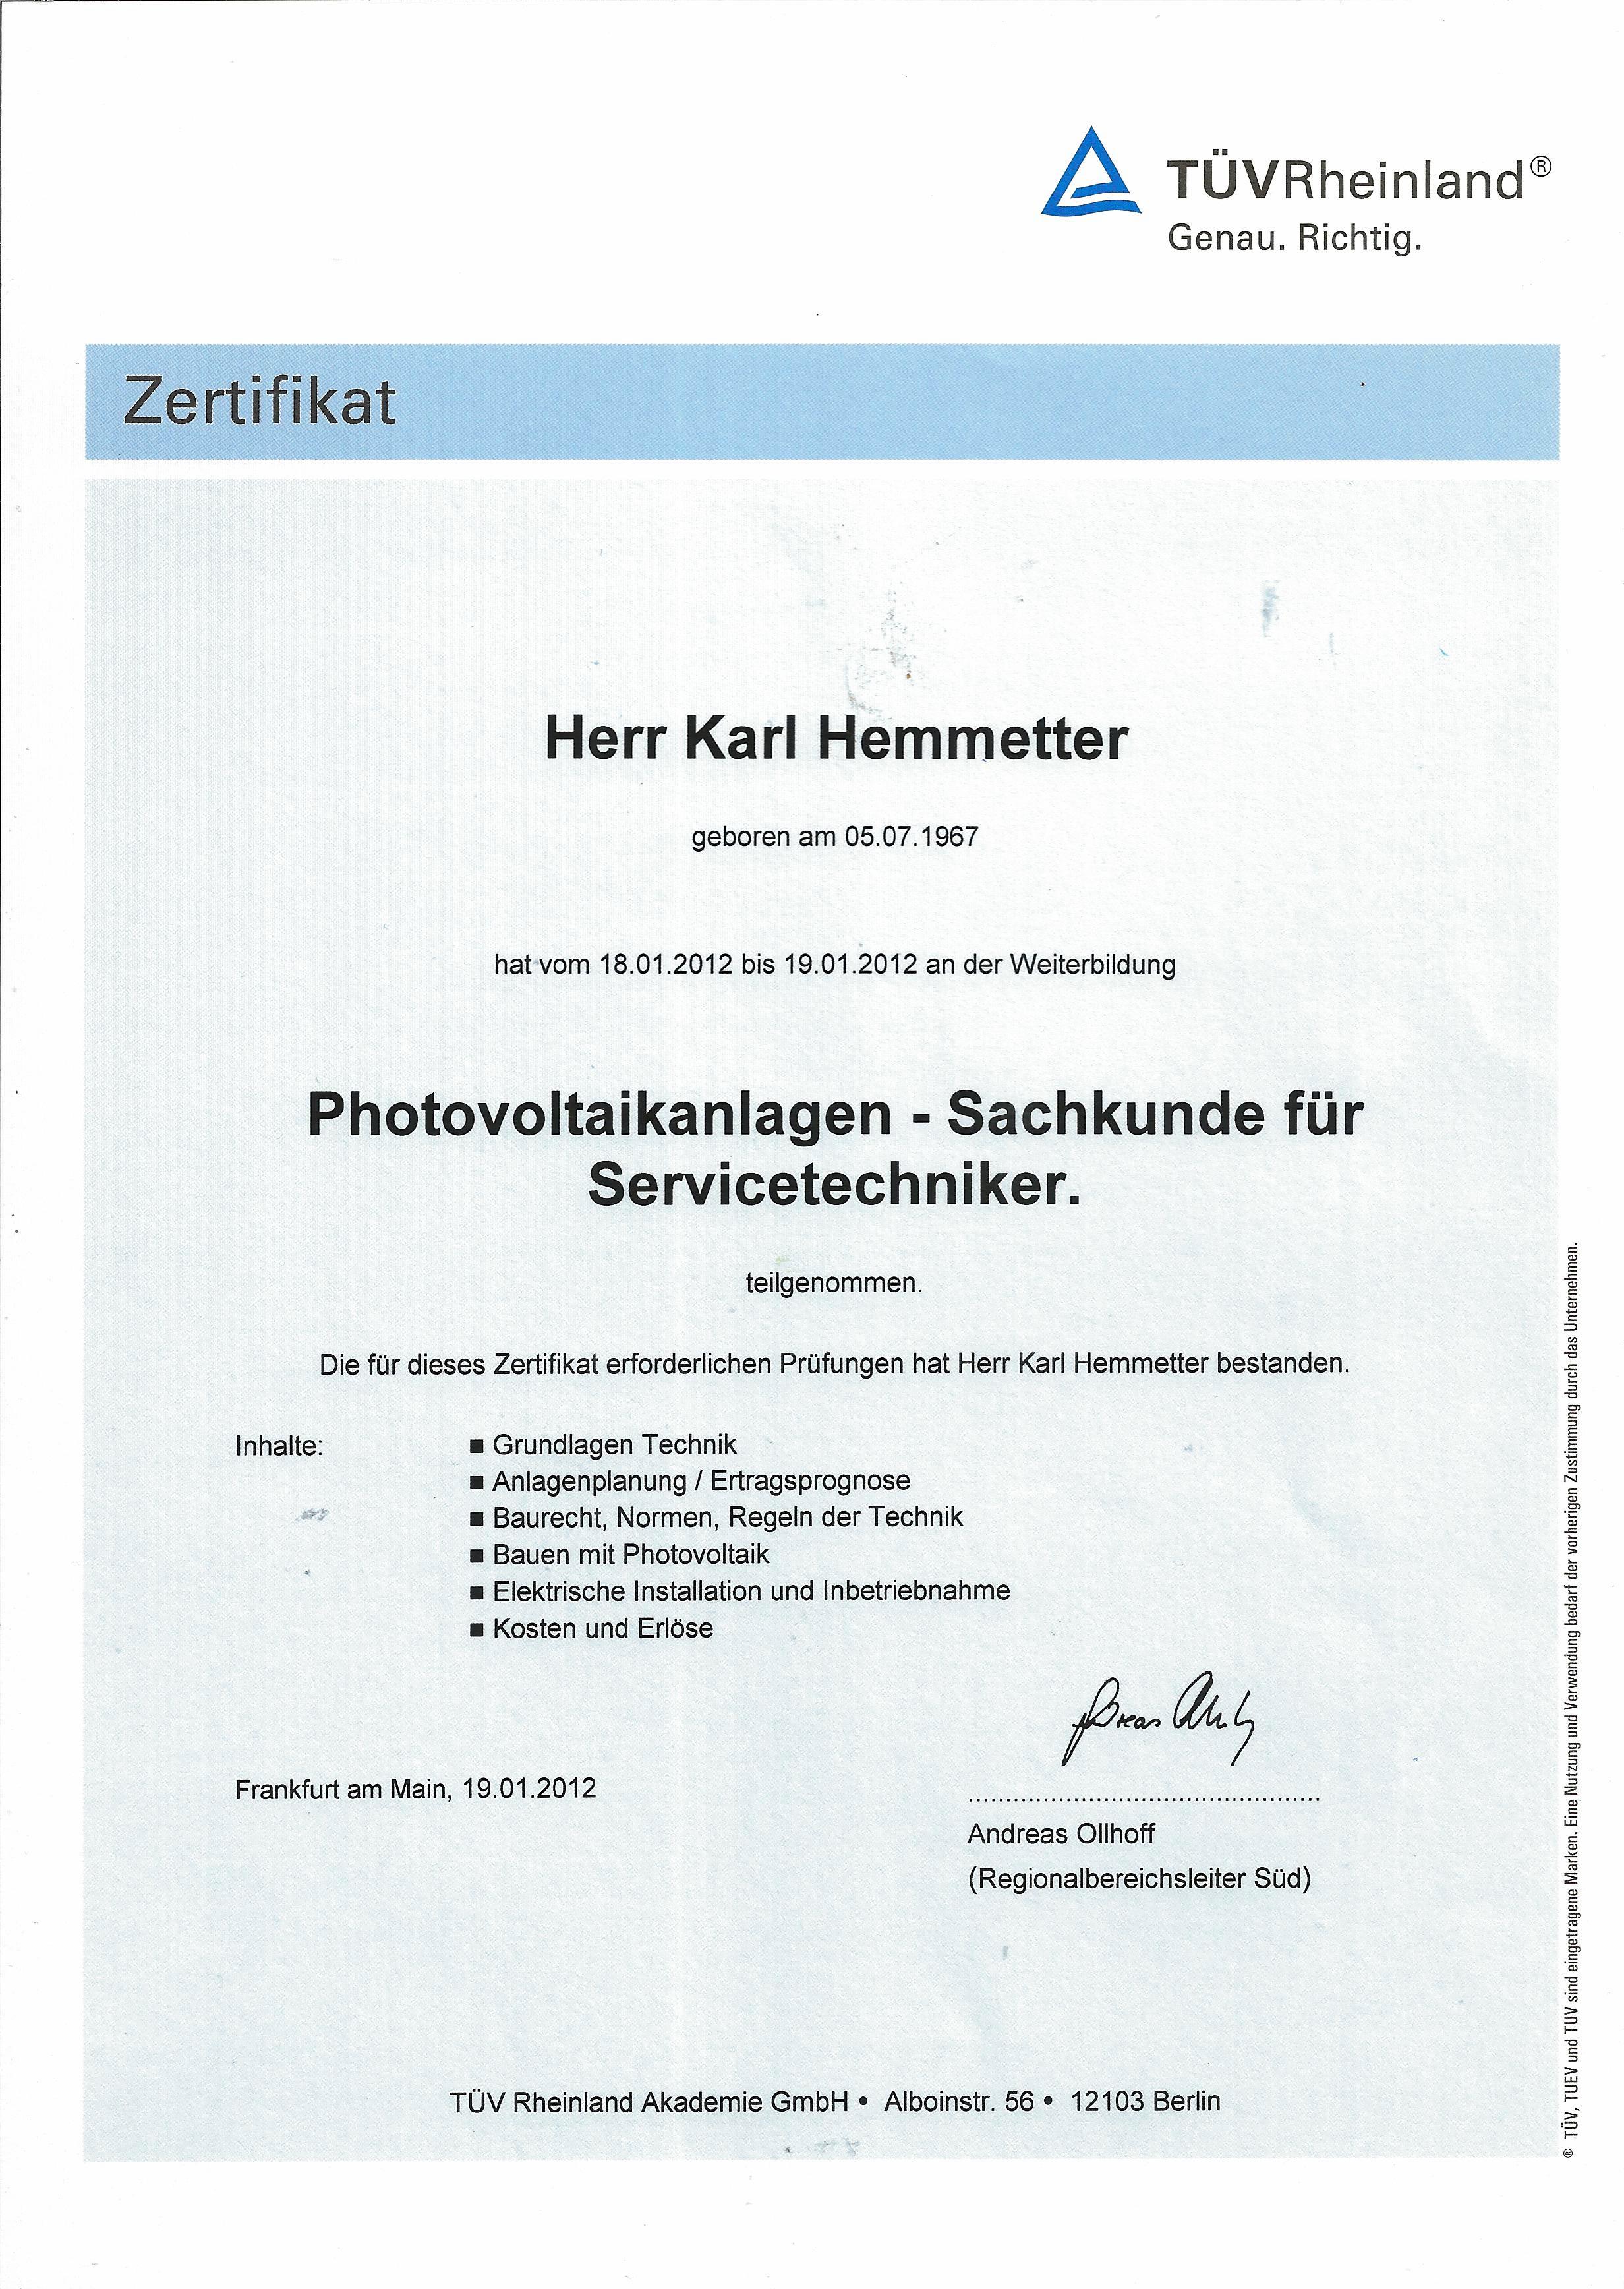 TÜVRheinland®
Genau. Richtig.
Zertifikat
Herr Karl Hemmetter
geboren am 05.07.1967
hat vom 18.01.2012 bis 19.01.2012 an der Weiterbildung
Photovoltaikanlagen - Sachkunde für
Servicetechniker.
teilgenommen.
Die für dieses Zertifikat erforderlichen Prüfungen hat Herr Karl Hemmetter bestanden.
Inhalte:
■ Grundlagen Technik
■ Anlagenplanung / Ertragsprognose
■ Baurecht, Normen, Regeln der Technik
■ Bauen mit Photovoltaik
■ Elektrische Installation und Inbetriebnahme
■ Kosten und Erlöse
Frankfurt am Main, 19.01.2012
Andreas Ollhoff
(Regionalbereichsleiter Süd)
TÜV Rheinland Akademie GmbH • Alboinstr. 56 • 12103 Berlin
® TÜV, TUEV und TUV sind eingetragene Marken. Eine Nutzung und Verwendung bedarf der vorherigen Zustimmung durch das Unternehmen.